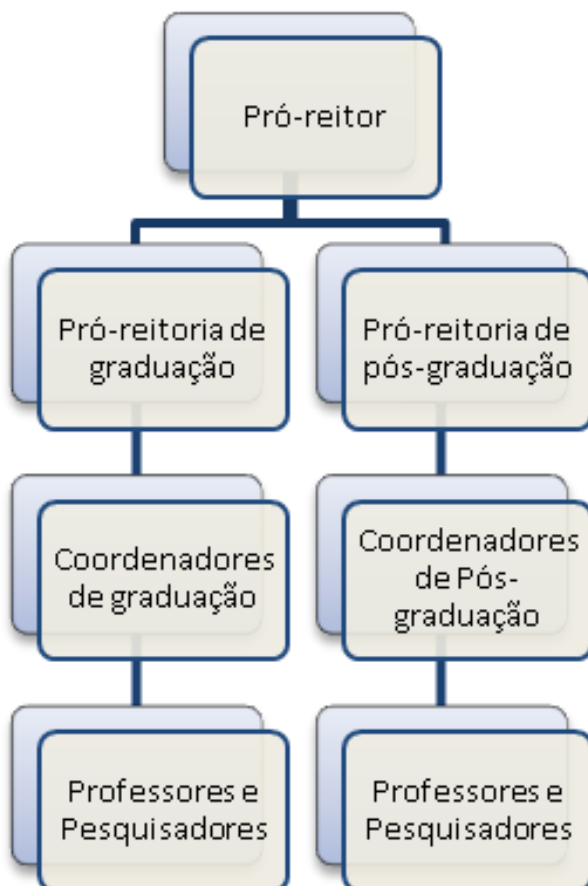 Pró-reitor
Pró-reitoria de
graduação
Pró-reitoria de
pós-graduação
Coordenadores
de graduação
Coordenadores
de Pós-
graduação
Professores e
Pesquisadores
Professores e
Pesquisadores